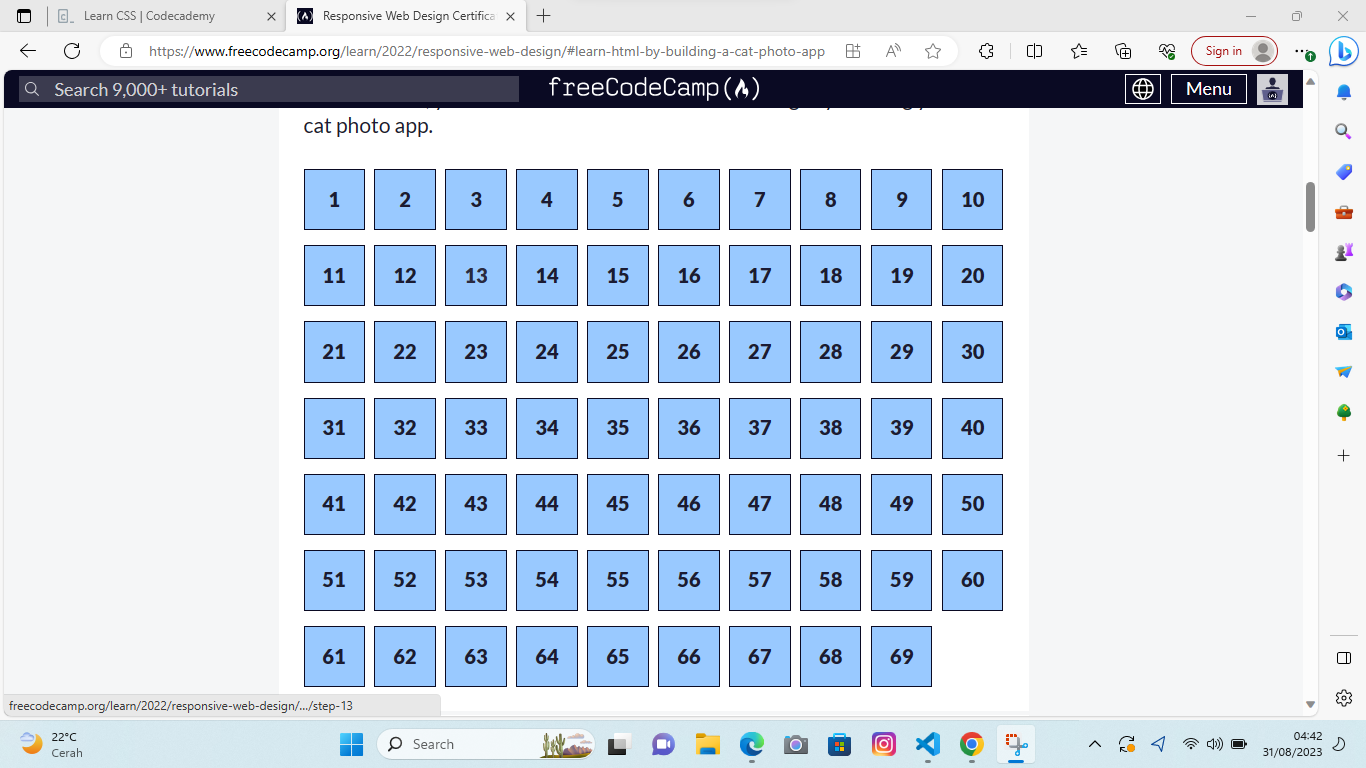 Learn CSS | Codecademy
Responsive Web Design Certifica
https://www.freecodecamp.org/learn/2022/responsive-web-design/#learn-html-by-building-a-cat-photo-app
Sign in
Search 9,000+ tutorials
freeCodeCamp
Menu
cat photo app.
1 2 3 4 5 6 7 8 9 10
11 12 13 14 15 16 17 18 19 20
21 22 23 24 25 26 27 28 29 30
31 32 33 34 35 36 37 38 39 40
41 42 43 44 45 46 47 48 49 50
51 52 53 54 55 56 57 58 59 60
61 62 63 64 65 66 67 68 69
freecodecamp.org/learn/2022/responsive-web-design/.../step-13
22°C
Cerah
Search
04:42
31/08/2023